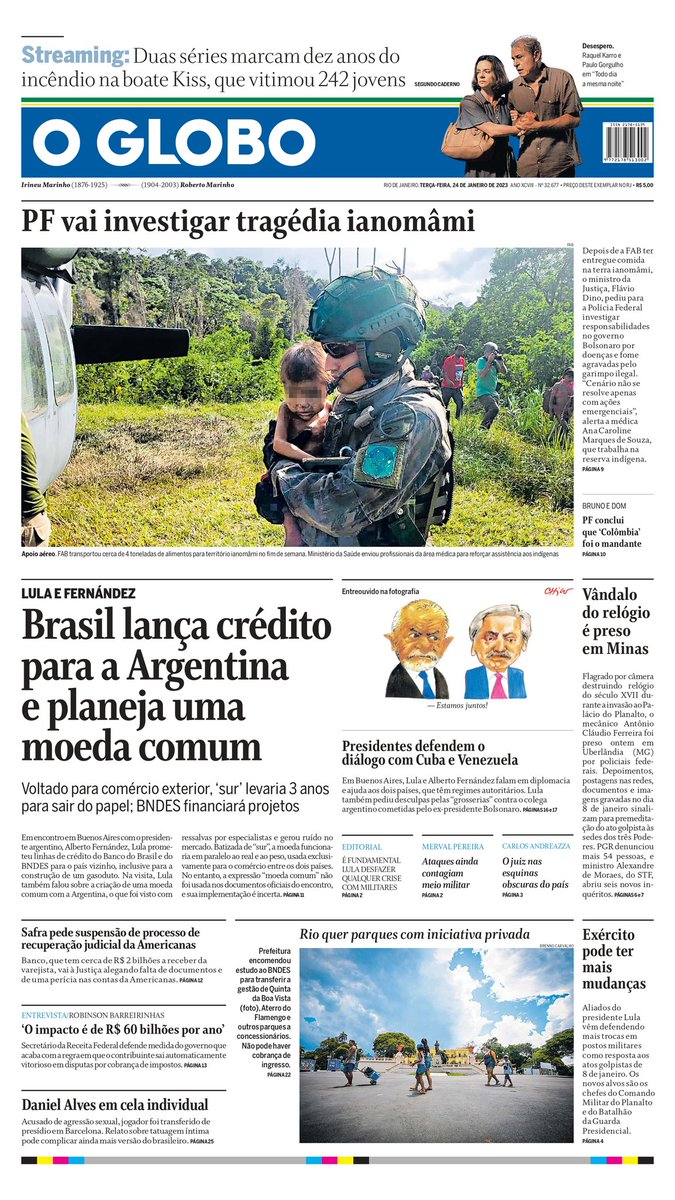 Streaming: Duas séries marcam dez anos do
incêndio na boate Kiss, que vitimou 242 jovens
SEGUNDO CADERNO
Desespero.
Raquel Karro e
Paulo Gorgulho
em “Todo dia
a mesma noite”
O GLOBO
ISSN 2178-5139
9 772178 513002
Irineu Marinho (1876-1925) (1904-2003) Roberto Marinho
RIO DE JANEIRO, TERÇA-FEIRA, 24 DE JANEIRO DE 2023 ANO XCVIII - Nº 32.677 • PREÇO DESTE EXEMPLAR NO RJ • R$ 5,00
PF vai investigar tragédia ianomâmi
FAB
Depois de a FAB ter
entregue comida
na terra ianomâmi,
o ministro da
Justiça, Flávio
Dino, pediu para
a Polícia Federal
investigar
responsabilidades
no governo
Bolsonaro por
doenças e fome
agravadas pelo
garimpo ilegal.
“Cenário não se
resolve apenas
com ações
emergenciais”,
alerta a médica
Ana Caroline
Marques de Souza,
que trabalha na
reserva indígena.
PÁGINA 9
BRUNO E DOM
PF conclui
que ‘Colômbia’
foi o mandante
PÁGINA 10
Apoio aéreo. FAB transportou cerca de 4 toneladas de alimentos para território ianomâmi no fim de semana. Ministério da Saúde enviou profissionais da área médica para reforçar assistência aos indígenas
LULA E FERNÁNDEZ
Brasil lança crédito
para a Argentina
e planeja uma
moeda comum
Voltado para comércio exterior, ‘sur’ levaria 3 anos
para sair do papel; BNDES financiará projetos
Em encontro em Buenos Aires com o presiden-
te argentino, Alberto Fernández, Lula prome-
teu linhas de crédito do Banco do Brasil e do
BNDES para o país vizinho, inclusive para a
construção de um gasoduto. Na visita, Lula
também falou sobre a criação de uma moeda
comum com a Argentina, o que foi visto com
ressalvas por especialistas e gerou ruído no
mercado. Batizada de “sur”, a moeda funciona-
ria em paralelo ao real e ao peso, usada exclusi-
vamente para o comércio entre os dois países.
No entanto, a expressão “moeda comum” não
foi usada nos documentos oficiais do encontro,
e sua implementação é incerta. PÁGINA 11
Entreouvido na fotografia
— Estamos juntos!
Presidentes defendem o
diálogo com Cuba e Venezuela
Em Buenos Aires, Lula e Alberto Fernández falam em diplomacia
e ajuda aos dois países, que têm regimes autoritários. Lula
também pediu desculpas pelas “grosserias” contra o colega
argentino cometidas pelo ex-presidente Bolsonaro. PÁGINAS 16 e 17
EDITORIAL
É FUNDAMENTAL
LULA DESFAZER
QUALQUER CRISE
COM MILITARES
PÁGINA 2
MERVAL PEREIRA
Ataques ainda
contagiam
meio militar
PÁGINA 2
CARLOS ANDREAZZA
O juiz nas
esquinas
obscuras do país
PÁGINA 3
Vândalo
do relógio
é preso
em Minas
Flagrado por câmera
destruindo relógio
do século XVII du-
rante a invasão ao Pa-
lácio do Planalto, o
mecânico Antônio
Cláudio Ferreira foi
preso ontem em
Uberlândia (MG)
por policiais fede-
rais. Depoimentos,
postagens nas redes,
documentos e ima-
gens gravadas no dia
8 de janeiro sinali-
zam para premedita-
ção do ato golpista às
sedes dos três Pode-
res. PGR denunciou
mais 54 pessoas, e
ministro Alexandre
de Moraes, do STF,
abriu seis novos in-
quéritos. PÁGINAS 6 e 7
Safra pede suspensão de processo de
recuperação judicial da Americanas
Banco, que tem cerca de R$ 2 bilhões a receber da
varejista, vai à Justiça alegando falta de documentos e
de uma perícia nas contas da Americanas. PÁGINA 12
ENTREVISTA/ROBINSON BARREIRINHAS
‘O impacto é de R$ 60 bilhões por ano’
Secretário da Receita Federal defende medida do governo que
acaba com a regra em que o contribuinte sai automaticamente
vitorioso em disputas por cobrança de impostos. PÁGINA 13
Daniel Alves em cela individual
Acusado de agressão sexual, jogador foi transferido de
presídio em Barcelona. Relato sobre tatuagem íntima
pode complicar ainda mais versão do brasileiro. PÁGINA 25
Rio quer parques com iniciativa privada
BRENNO CARVALHO
Prefeitura
encomendou
estudo ao BNDES
para transferir a
gestão de Quinta
da Boa Vista
(foto), Aterro do
Flamengo e
outros parques a
concessionários.
Não pode haver
cobrança de
ingresso.
PÁGINA 22
Exército
pode ter
mais
mudanças
Aliados do
presidente Lula
vêm defendendo
mais trocas em
postos militares
como resposta aos
atos golpistas de
8 de janeiro. Os
novos alvos são os
chefes do Comando
Militar do Planalto
e do Batalhão
da Guarda
Presidencial.
PÁGINA 4